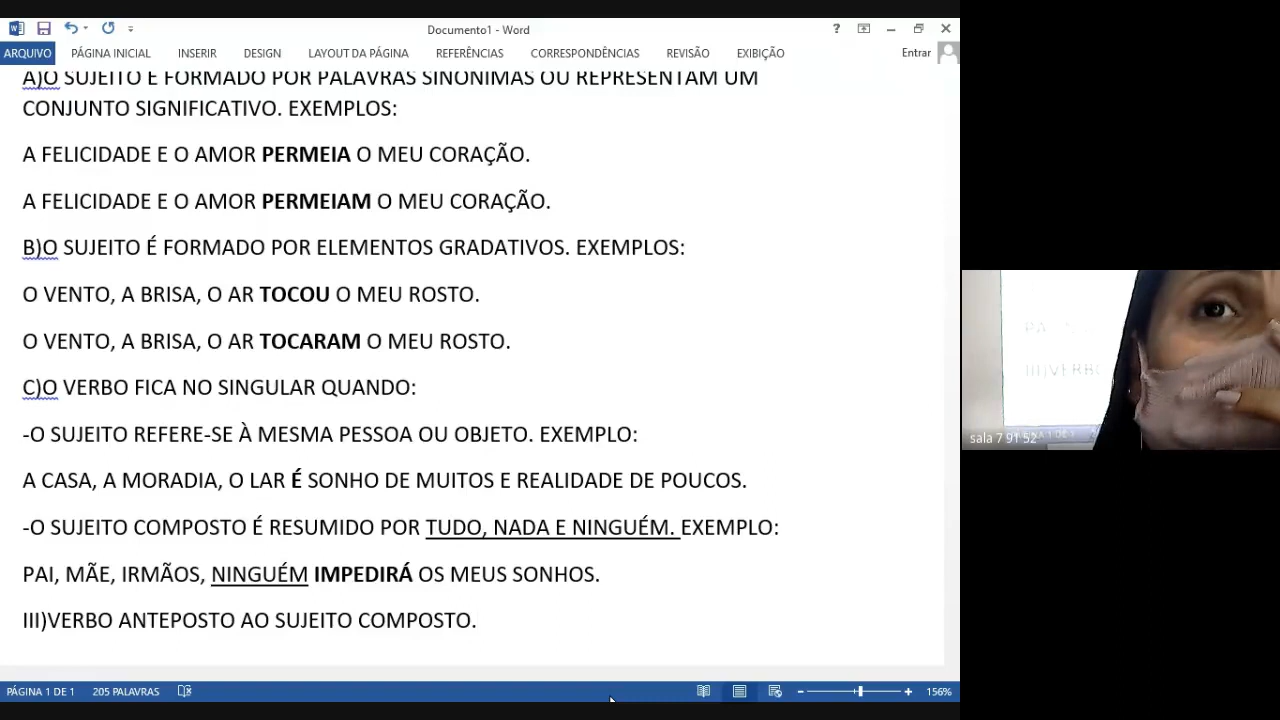 Documento1 - Word
ARQUIVO PÁGINA INICIAL INSERIR DESIGN LAYOUT DA PÁGINA REFERÊNCIAS CORRESPONDÊNCIAS REVISÃO EXIBIÇÃO Entrar
A)O SUJEITO É FORMADO POR PALAVRAS SINÔNIMAS OU REPRESENTAM UM
CONJUNTO SIGNIFICATIVO. EXEMPLOS:
A FELICIDADE E O AMOR PERMEIA O MEU CORAÇÃO.
A FELICIDADE E O AMOR PERMEIAM O MEU CORAÇÃO.
B)O SUJEITO É FORMADO POR ELEMENTOS GRADATIVOS. EXEMPLOS:
O VENTO, A BRISA, O AR TOCOU O MEU ROSTO.
O VENTO, A BRISA, O AR TOCARAM O MEU ROSTO.
C)O VERBO FICA NO SINGULAR QUANDO:
-O SUJEITO REFERE-SE À MESMA PESSOA OU OBJETO. EXEMPLO:
A CASA, A MORADIA, O LAR É SONHO DE MUITOS E REALIDADE DE POUCOS.
-O SUJEITO COMPOSTO É RESUMIDO POR TUDO, NADA E NINGUÉM. EXEMPLO:
PAI, MÃE, IRMÃOS, NINGUÉM IMPEDIRÁ OS MEUS SONHOS.
III)VERBO ANTEPOSTO AO SUJEITO COMPOSTO.
PÁGINA 1 DE 1 205 PALAVRAS 156%
III)VERBO
sala 7 91 52